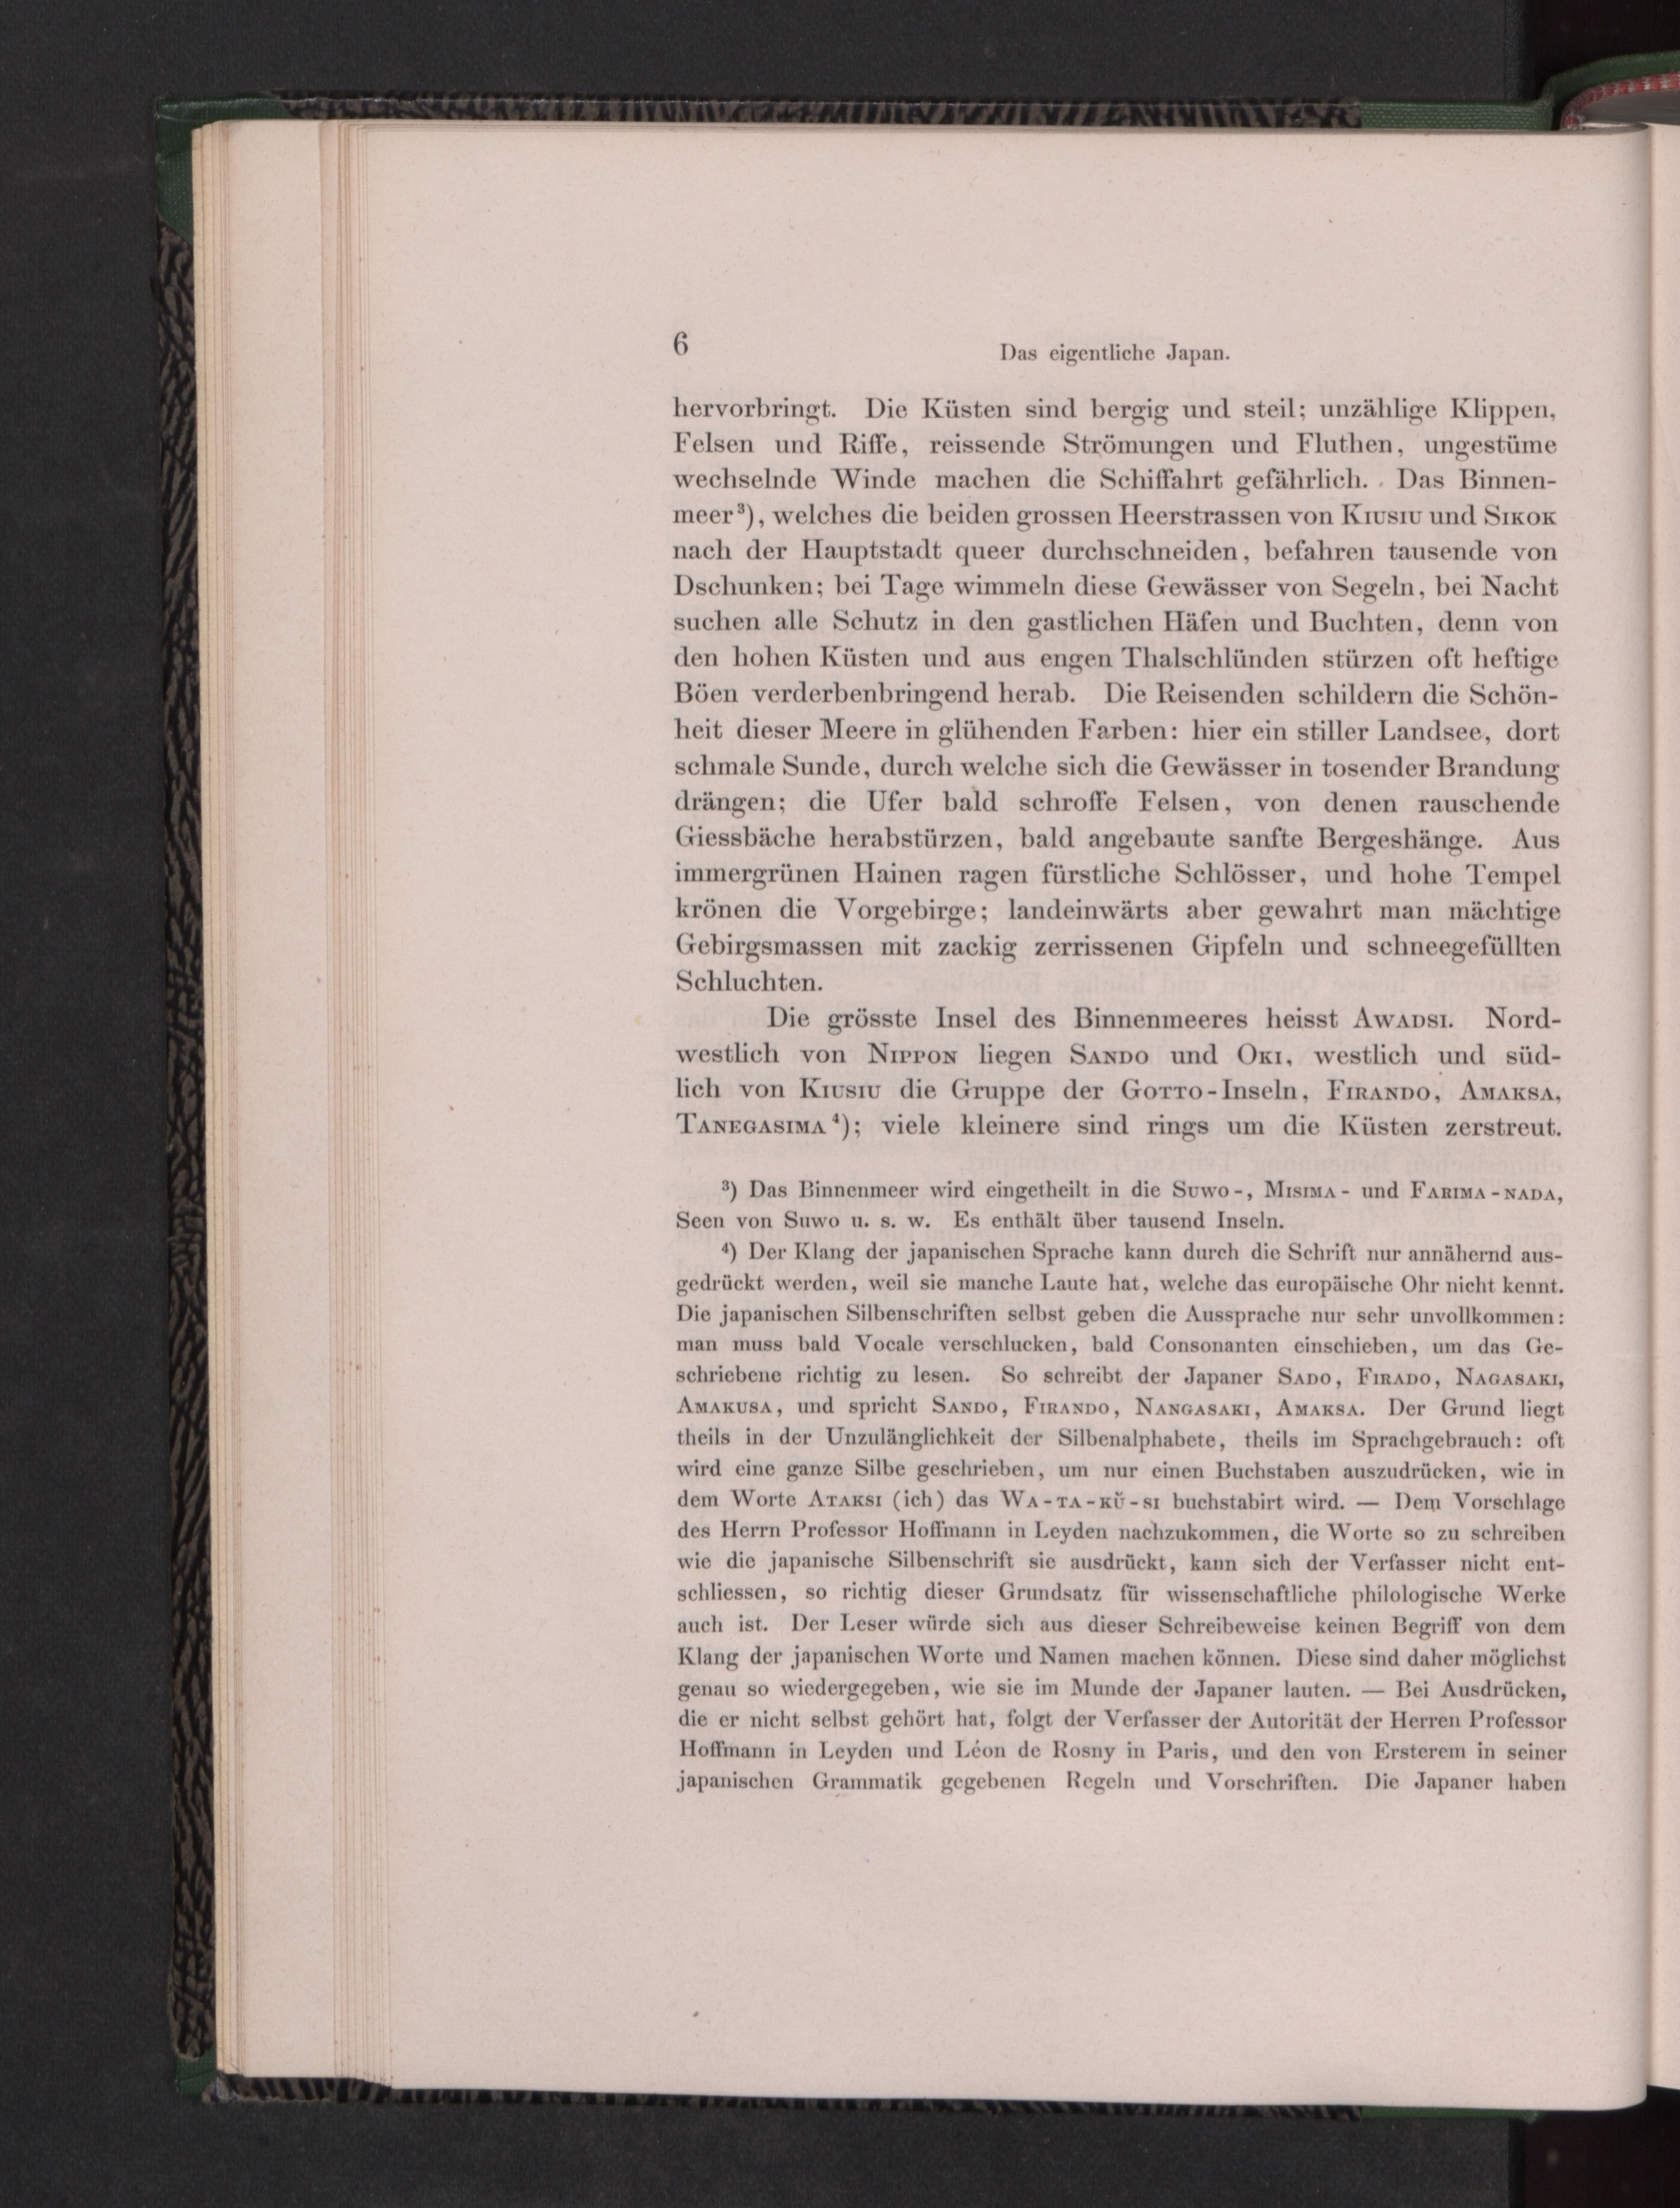 6
Das eigentliche Japan.
hervorbringt. Die Küsten sind bergig und steil; unzählige Klippen,
Felsen und Riffe, reissende Strömungen und Fluthen, ungestüme
wechselnde Winde machen die Schiffahrt gefährlich. Das Binnen-
meer³), welches die beiden grossen Heerstrassen von Kiusiu und Sikok
nach der Hauptstadt queer durchschneiden, befahren tausende von
Dschunken; bei Tage wimmeln diese Gewässer von Segeln, bei Nacht
suchen alle Schutz in den gastlichen Häfen und Buchten, denn von
den hohen Küsten und aus engen Thalschlünden stürzen oft heftige
Böen verderbenbringend herab. Die Reisenden schildern die Schön-
heit dieser Meere in glühenden Farben: hier ein stiller Landsee, dort
schmale Sunde, durch welche sich die Gewässer in tosender Brandung
drängen; die Ufer bald schroffe Felsen, von denen rauschende
Giessbäche herabstürzen, bald angebaute sanfte Bergeshänge. Aus
immergrünen Hainen ragen fürstliche Schlösser, und hohe Tempel
krönen die Vorgebirge; landeinwärts aber gewahrt man mächtige
Gebirgsmassen mit zackig zerrissenen Gipfeln und schneegefüllten
Schluchten.
Die grösste Insel des Binnenmeeres heisst Awadsi. Nord-
westlich von Nippon liegen Sando und Oki, westlich und süd-
lich von Kiusiu die Gruppe der Gotto-Inseln, Firando, Amaksa,
Tanegasima⁴); viele kleinere sind rings um die Küsten zerstreut.
³) Das Binnenmeer wird eingetheilt in die Suwo-, Misima- und Farima-nada,
Seen von Suwo u. s. w. Es enthält über tausend Inseln.
⁴) Der Klang der japanischen Sprache kann durch die Schrift nur annähernd aus-
gedrückt werden, weil sie manche Laute hat, welche das europäische Ohr nicht kennt.
Die japanischen Silbenschriften selbst geben die Aussprache nur sehr unvollkommen:
man muss bald Vocale verschlucken, bald Consonanten einschieben, um das Ge-
schriebene richtig zu lesen. So schreibt der Japaner Sado, Firado, Nagasaki,
Amakusa, und spricht Sando, Firando, Nangasaki, Amaksa. Der Grund liegt
theils in der Unzulänglichkeit der Silbenalphabete, theils im Sprachgebrauch: oft
wird eine ganze Silbe geschrieben, um nur einen Buchstaben auszudrücken, wie in
dem Worte Ataksi (ich) das Wa-ta-kŭ-si buchstabirt wird. — Dem Vorschlage
des Herrn Professor Hoffmann in Leyden nachzukommen, die Worte so zu schreiben
wie die japanische Silbenschrift sie ausdrückt, kann sich der Verfasser nicht ent-
schliessen, so richtig dieser Grundsatz für wissenschaftliche philologische Werke
auch ist. Der Leser würde sich aus dieser Schreibeweise keinen Begriff von dem
Klang der japanischen Worte und Namen machen können. Diese sind daher möglichst
genau so wiedergegeben, wie sie im Munde der Japaner lauten. — Bei Ausdrücken,
die er nicht selbst gehört hat, folgt der Verfasser der Autorität der Herren Professor
Hoffmann in Leyden und Léon de Rosny in Paris, und den von Ersterem in seiner
japanischen Grammatik gegebenen Regeln und Vorschriften. Die Japaner haben